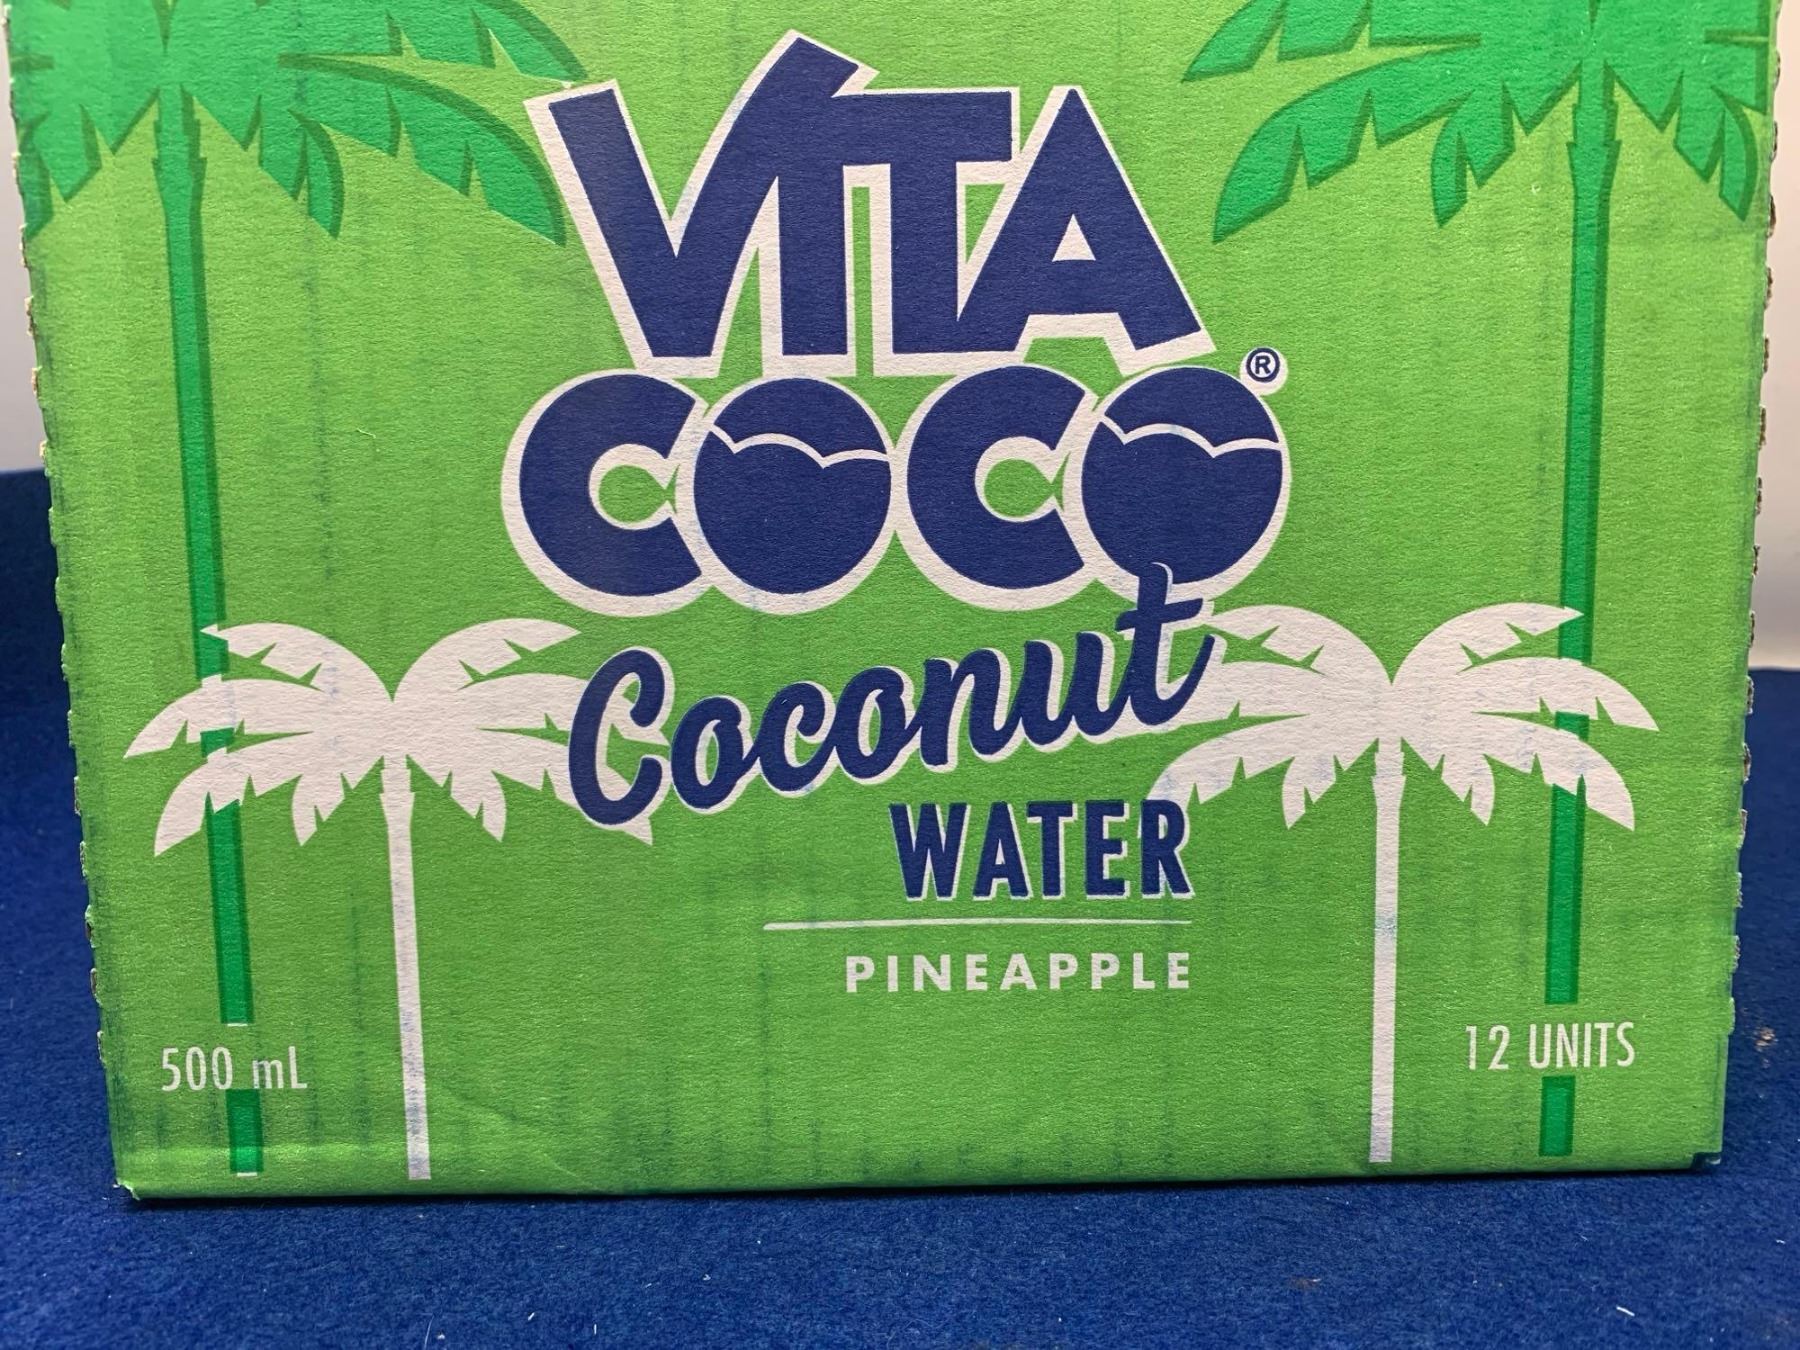 VITA
COCO®
Coconut
WATER
PINEAPPLE
500 mL
12 UNITS